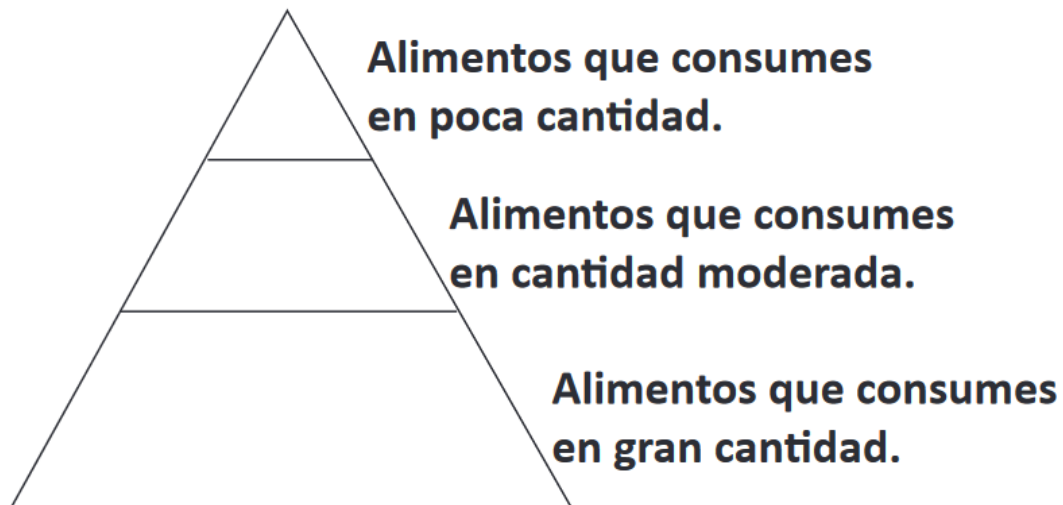 Alimentos que consumes
en poca cantidad.
Alimentos que consumes
en cantidad moderada.
Alimentos que consumes
en gran cantidad.